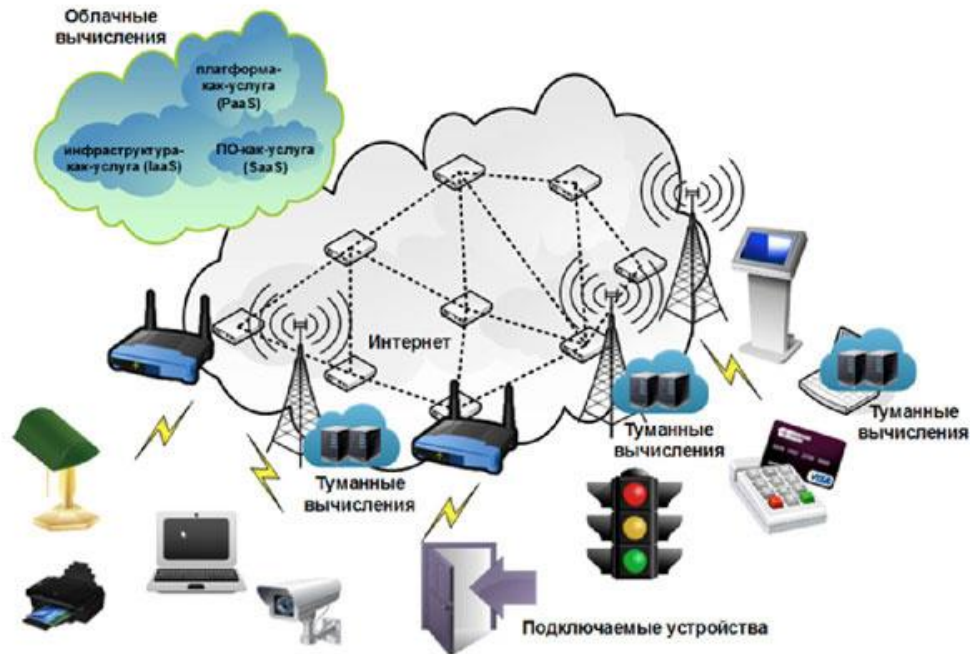 Облачные
вычисления
платформа-
как-услуга
(PaaS)
инфраструктура-
как-услуга (IaaS)
ПО-как-услуга
(SaaS)
Интернет
Туманные
вычисления
Туманные
вычисления
Туманные
вычисления
VISA
Подключаемые устройства